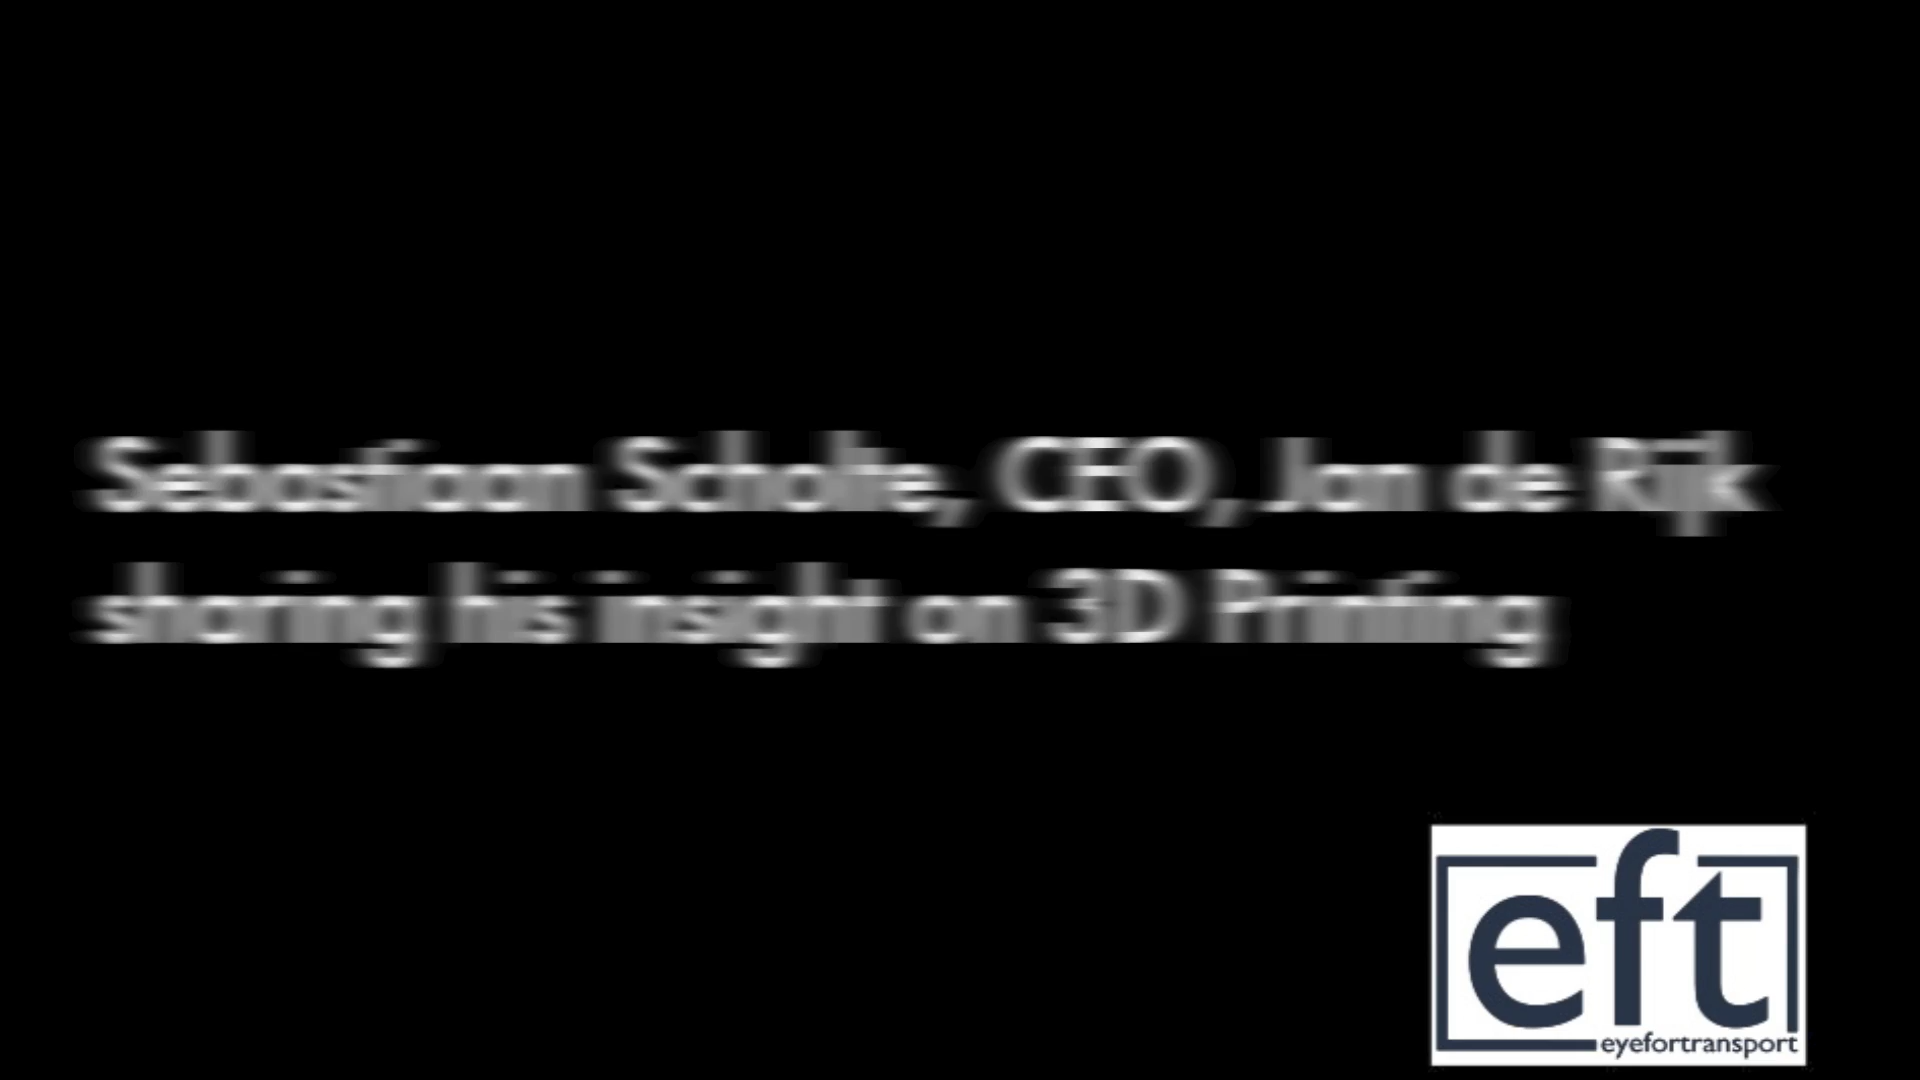 Sebastiaan Scholte, CEO, Jan de Rijk
sharing his insight on 3D Printing
eft
eyefortransport